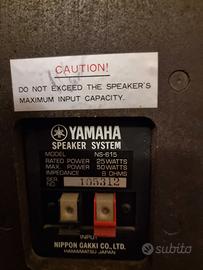 CAUTION!
DO NOT EXCEED THE SPEAKER'S
MAXIMUM INPUT CAPACITY.
YAMAHA
SPEAKER SYSTEM
MODEL NS-615
RATED POWER 25WATTS
MAX. POWER 50WATTS
IMPEDANCE 8 OHMS
SER NO 105312
INPUT
NIPPON GAKKI CO., LTD.
HAMAMATSU JAPAN
subito